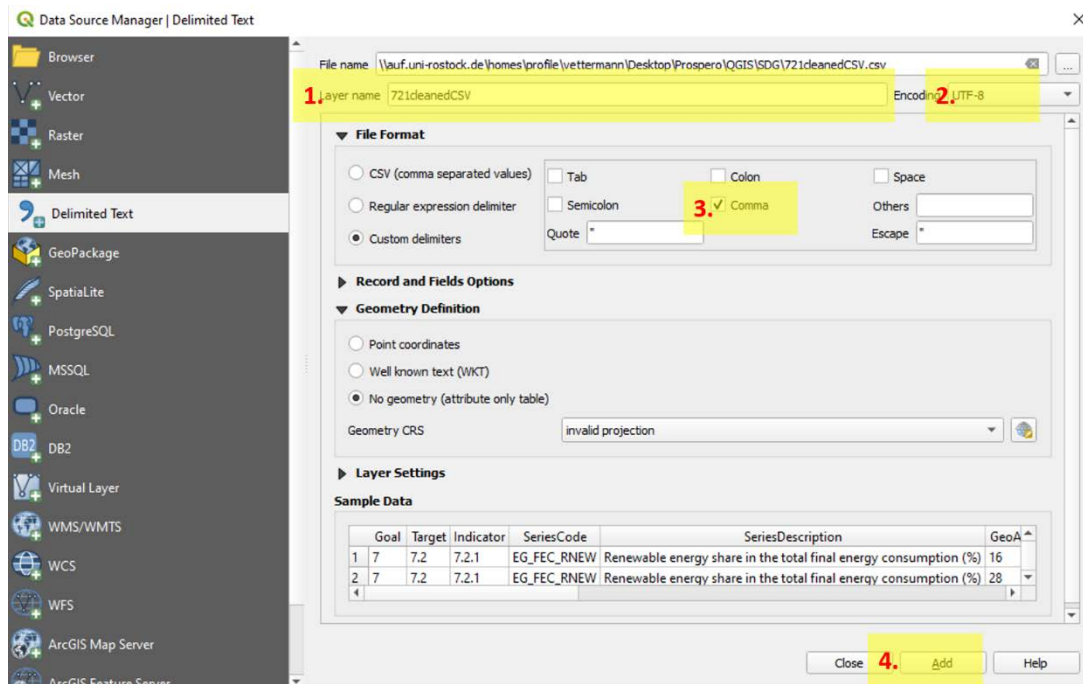 Data Source Manager | Delimited Text
Browser
Vector
Raster
Mesh
Delimited Text
GeoPackage
SpatiaLite
PostgreSQL
MSSQL
Oracle
DB2 DB2
Virtual Layer
WMS/WMTS
WCS
WFS
ArcGIS Map Server
ArcGIS Feature Server
File name \\auf.uni-rostock.de\homes\profile\vettermann\Desktop\Prospero\QGIS\SDG\721cleanedCSV.csv ...
1. Layer name 721cleanedCSV Encoding 2. UTF-8
File Format
CSV (comma separated values) Tab Colon Space
Regular expression delimiter Semicolon 3. Comma Others
Custom delimiters Quote " Escape "
Record and Fields Options
Geometry Definition
Point coordinates
Well known text (WKT)
No geometry (attribute only table)
Geometry CRS invalid projection
Layer Settings
Sample Data
Goal Target Indicator SeriesCode SeriesDescription GeoA
1 7 7.2 7.2.1 EG_FEC_RNEW Renewable energy share in the total final energy consumption (%) 16
2 7 7.2 7.2.1 EG_FEC_RNEW Renewable energy share in the total final energy consumption (%) 28
Close 4. Add Help